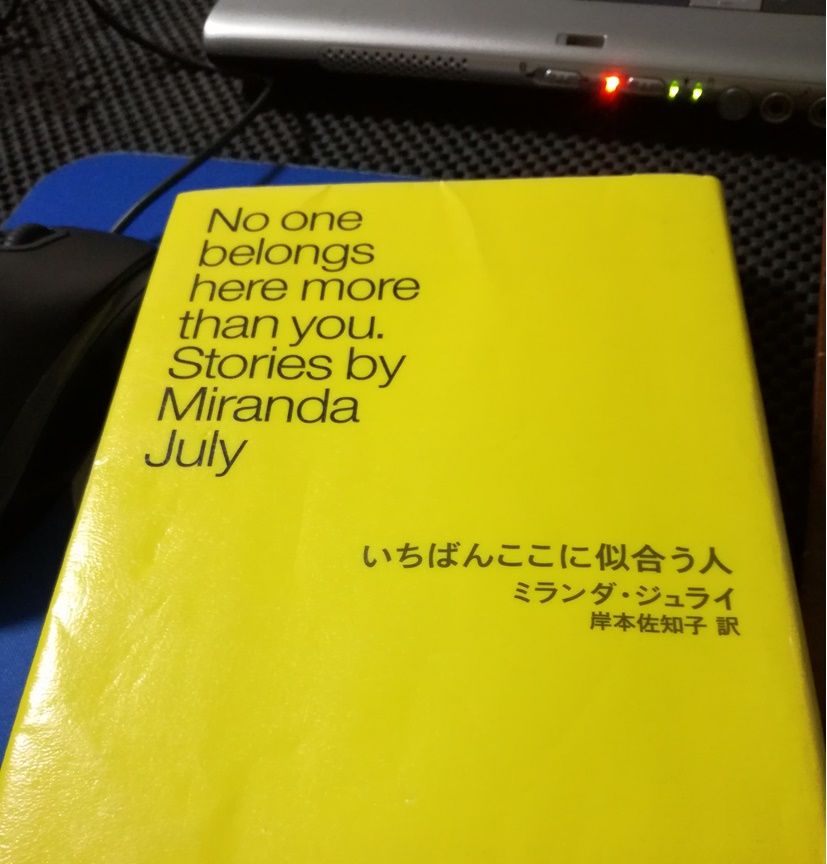 No one
belongs
here more
than you.
Stories by
Miranda
July
いちばんここに似合う人
ミランダ・ジュライ
岸本佐知子 訳